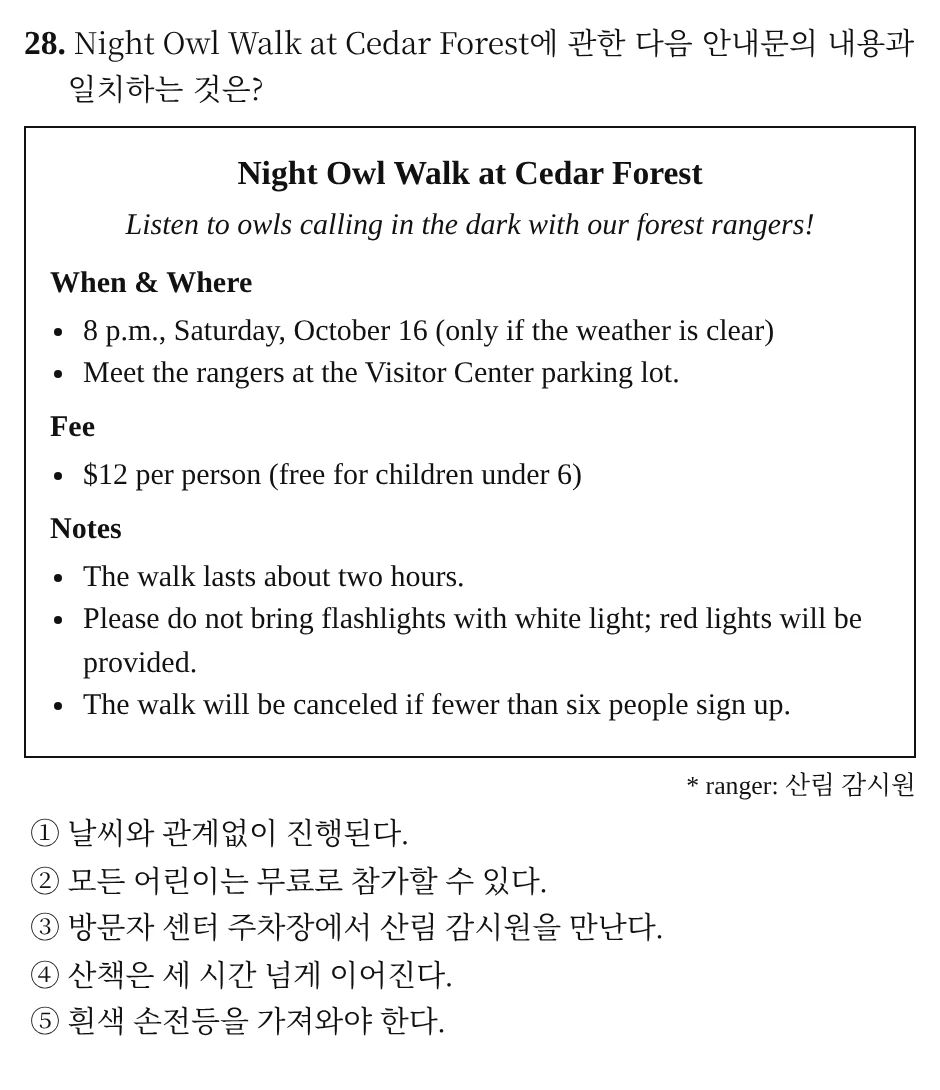 28. Night Owl Walk at Cedar Forest에 관한 다음 안내문의 내용과
일치하는 것은?
Night Owl Walk at Cedar Forest
Listen to owls calling in the dark with our forest rangers!
When & Where
• 8 p.m., Saturday, October 16 (only if the weather is clear)
• Meet the rangers at the Visitor Center parking lot.
Fee
• $12 per person (free for children under 6)
Notes
• The walk lasts about two hours.
• Please do not bring flashlights with white light; red lights will be
provided.
• The walk will be canceled if fewer than six people sign up.
* ranger: 산림 감시원
① 날씨와 관계없이 진행된다.
② 모든 어린이는 무료로 참가할 수 있다.
③ 방문자 센터 주차장에서 산림 감시원을 만난다.
④ 산책은 세 시간 넘게 이어진다.
⑤ 흰색 손전등을 가져와야 한다.